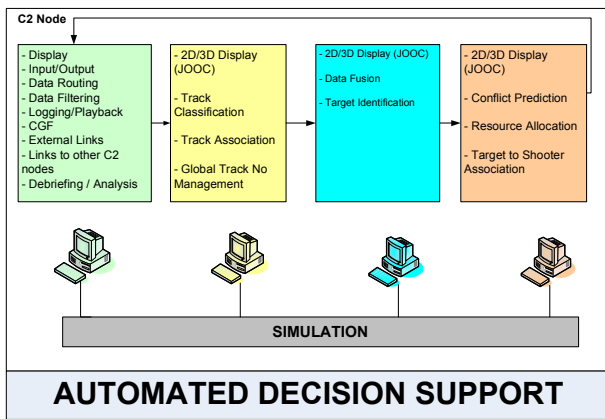 C2 Node
- Display
- Input/Output
- Data Routing
- Data Filtering
- Logging/Playback
- CGF
- External Links
- Links to other C2
nodes
- Debriefing / Analysis
- 2D/3D Display
(JOOC)
- Track
Classification
- Track Association
- Global Track No
Management
- 2D/3D Display (JOOC)
- Data Fusion
- Target Identification
- 2D/3D Display
(JOOC)
- Conflict Prediction
- Resource Allocation
- Target to Shooter
Association
SIMULATION
AUTOMATED DECISION SUPPORT